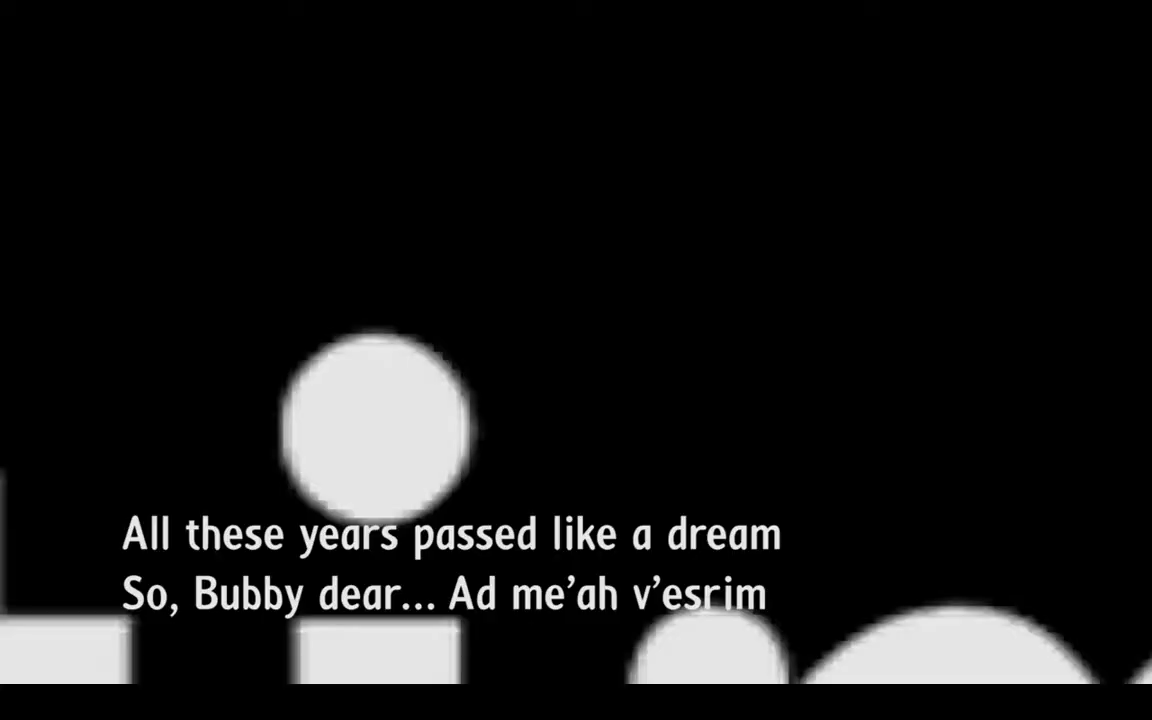 All these years passed like a dream
So, Bubby dear... Ad me’ah v’esrim